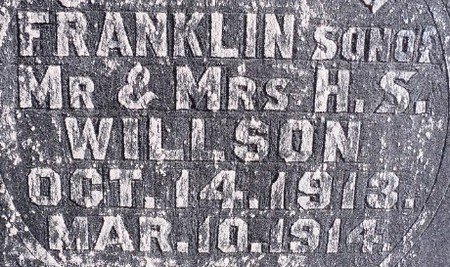 FRANKLIN SON OF
MR & MRS H. S.
WILLSON
OCT. 14. 1913.
MAR. 10. 1914.